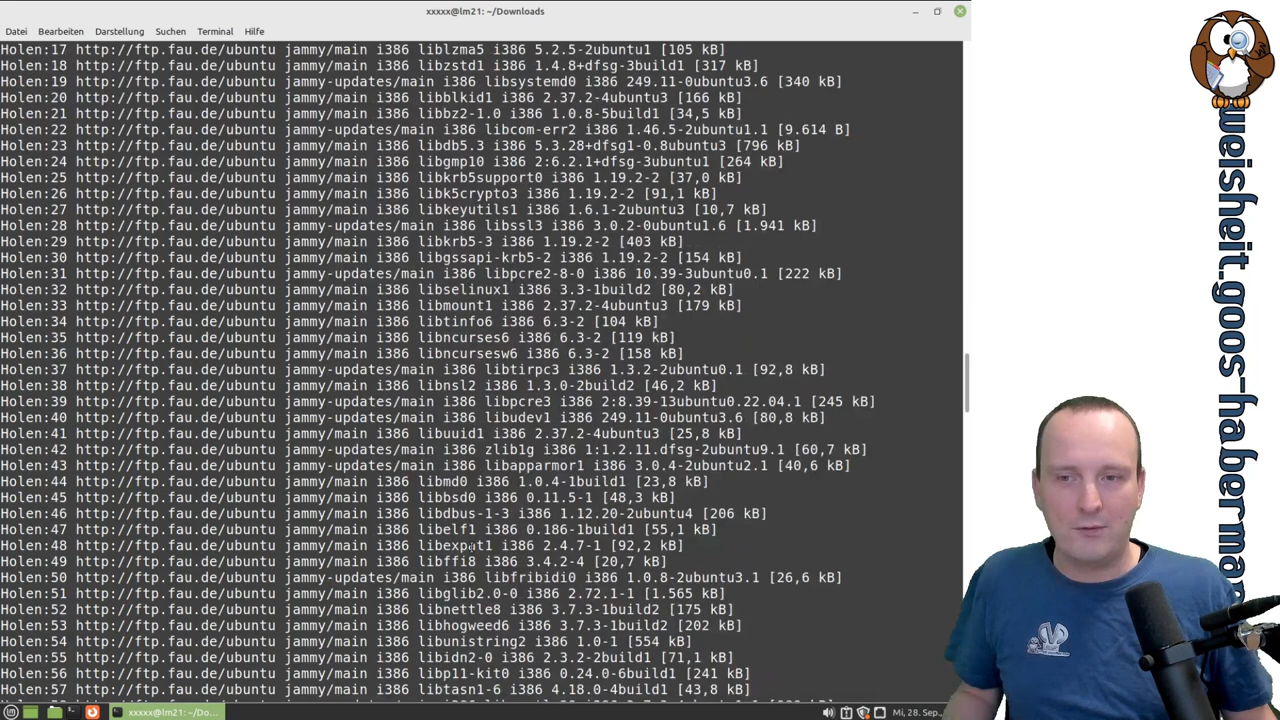 xxxxx@lm21: ~/Downloads
Datei Bearbeiten Darstellung Suchen Terminal Hilfe
Holen:17 http://ftp.fau.de/ubuntu jammy/main i386 liblzma5 i386 5.2.5-2ubuntu1 [105 kB]
Holen:18 http://ftp.fau.de/ubuntu jammy/main i386 libzstd1 i386 1.4.8+dfsg-3build1 [317 kB]
Holen:19 http://ftp.fau.de/ubuntu jammy-updates/main i386 libsystemd0 i386 249.11-0ubuntu3.6 [340 kB]
Holen:20 http://ftp.fau.de/ubuntu jammy/main i386 libblkid1 i386 2.37.2-4ubuntu3 [166 kB]
Holen:21 http://ftp.fau.de/ubuntu jammy/main i386 libbz2-1.0 i386 1.0.8-5build1 [34,5 kB]
Holen:22 http://ftp.fau.de/ubuntu jammy-updates/main i386 libcom-err2 i386 1.46.5-2ubuntu1.1 [9.614 B]
Holen:23 http://ftp.fau.de/ubuntu jammy/main i386 libdb5.3 i386 5.3.28+dfsg1-0.8ubuntu3 [796 kB]
Holen:24 http://ftp.fau.de/ubuntu jammy/main i386 libgmp10 i386 2:6.2.1+dfsg-3ubuntu1 [264 kB]
Holen:25 http://ftp.fau.de/ubuntu jammy/main i386 libkrb5support0 i386 1.19.2-2 [37,0 kB]
Holen:26 http://ftp.fau.de/ubuntu jammy/main i386 libk5crypto3 i386 1.19.2-2 [91,1 kB]
Holen:27 http://ftp.fau.de/ubuntu jammy/main i386 libkeyutils1 i386 1.6.1-2ubuntu3 [10,7 kB]
Holen:28 http://ftp.fau.de/ubuntu jammy-updates/main i386 libssl3 i386 3.0.2-0ubuntu1.6 [1.941 kB]
Holen:29 http://ftp.fau.de/ubuntu jammy/main i386 libkrb5-3 i386 1.19.2-2 [403 kB]
Holen:30 http://ftp.fau.de/ubuntu jammy/main i386 libgssapi-krb5-2 i386 1.19.2-2 [154 kB]
Holen:31 http://ftp.fau.de/ubuntu jammy-updates/main i386 libpcre2-8-0 i386 10.39-3ubuntu0.1 [222 kB]
Holen:32 http://ftp.fau.de/ubuntu jammy/main i386 libselinux1 i386 3.3-1build2 [80,2 kB]
Holen:33 http://ftp.fau.de/ubuntu jammy/main i386 libmount1 i386 2.37.2-4ubuntu3 [179 kB]
Holen:34 http://ftp.fau.de/ubuntu jammy/main i386 libtinfo6 i386 6.3-2 [104 kB]
Holen:35 http://ftp.fau.de/ubuntu jammy/main i386 libncurses6 i386 6.3-2 [119 kB]
Holen:36 http://ftp.fau.de/ubuntu jammy/main i386 libncursesw6 i386 6.3-2 [158 kB]
Holen:37 http://ftp.fau.de/ubuntu jammy-updates/main i386 libtirpc3 i386 1.3.2-2ubuntu0.1 [92,8 kB]
Holen:38 http://ftp.fau.de/ubuntu jammy/main i386 libnsl2 i386 1.3.0-2build2 [46,2 kB]
Holen:39 http://ftp.fau.de/ubuntu jammy-updates/main i386 libpcre3 i386 2:8.39-13ubuntu0.22.04.1 [245 kB]
Holen:40 http://ftp.fau.de/ubuntu jammy-updates/main i386 libudev1 i386 249.11-0ubuntu3.6 [80,8 kB]
Holen:41 http://ftp.fau.de/ubuntu jammy/main i386 libuuid1 i386 2.37.2-4ubuntu3 [25,8 kB]
Holen:42 http://ftp.fau.de/ubuntu jammy-updates/main i386 zlib1g i386 1:1.2.11.dfsg-2ubuntu9.1 [60,7 kB]
Holen:43 http://ftp.fau.de/ubuntu jammy-updates/main i386 libapparmor1 i386 3.0.4-2ubuntu2.1 [40,6 kB]
Holen:44 http://ftp.fau.de/ubuntu jammy/main i386 libmd0 i386 1.0.4-1build1 [23,8 kB]
Holen:45 http://ftp.fau.de/ubuntu jammy/main i386 libbsd0 i386 0.11.5-1 [48,3 kB]
Holen:46 http://ftp.fau.de/ubuntu jammy/main i386 libdbus-1-3 i386 1.12.20-2ubuntu4 [206 kB]
Holen:47 http://ftp.fau.de/ubuntu jammy/main i386 libelf1 i386 0.186-1build1 [55,1 kB]
Holen:48 http://ftp.fau.de/ubuntu jammy/main i386 libexpat1 i386 2.4.7-1 [92,2 kB]
Holen:49 http://ftp.fau.de/ubuntu jammy/main i386 libffi8 i386 3.4.2-4 [20,7 kB]
Holen:50 http://ftp.fau.de/ubuntu jammy-updates/main i386 libfribidi0 i386 1.0.8-2ubuntu3.1 [26,6 kB]
Holen:51 http://ftp.fau.de/ubuntu jammy/main i386 libglib2.0-0 i386 2.72.1-1 [1.565 kB]
Holen:52 http://ftp.fau.de/ubuntu jammy/main i386 libnettle8 i386 3.7.3-1build2 [175 kB]
Holen:53 http://ftp.fau.de/ubuntu jammy/main i386 libhogweed6 i386 3.7.3-1build2 [202 kB]
Holen:54 http://ftp.fau.de/ubuntu jammy/main i386 libunistring2 i386 1.0-1 [554 kB]
Holen:55 http://ftp.fau.de/ubuntu jammy/main i386 libidn2-0 i386 2.3.2-2build1 [71,1 kB]
Holen:56 http://ftp.fau.de/ubuntu jammy/main i386 libp11-kit0 i386 0.24.0-6build1 [241 kB]
Holen:57 http://ftp.fau.de/ubuntu jammy/main i386 libtasn1-6 i386 4.18.0-4build1 [43,8 kB]
xxxxx@lm21: ~/Do...
Mi, 28. Sep.,
weisheit.goos-haberman